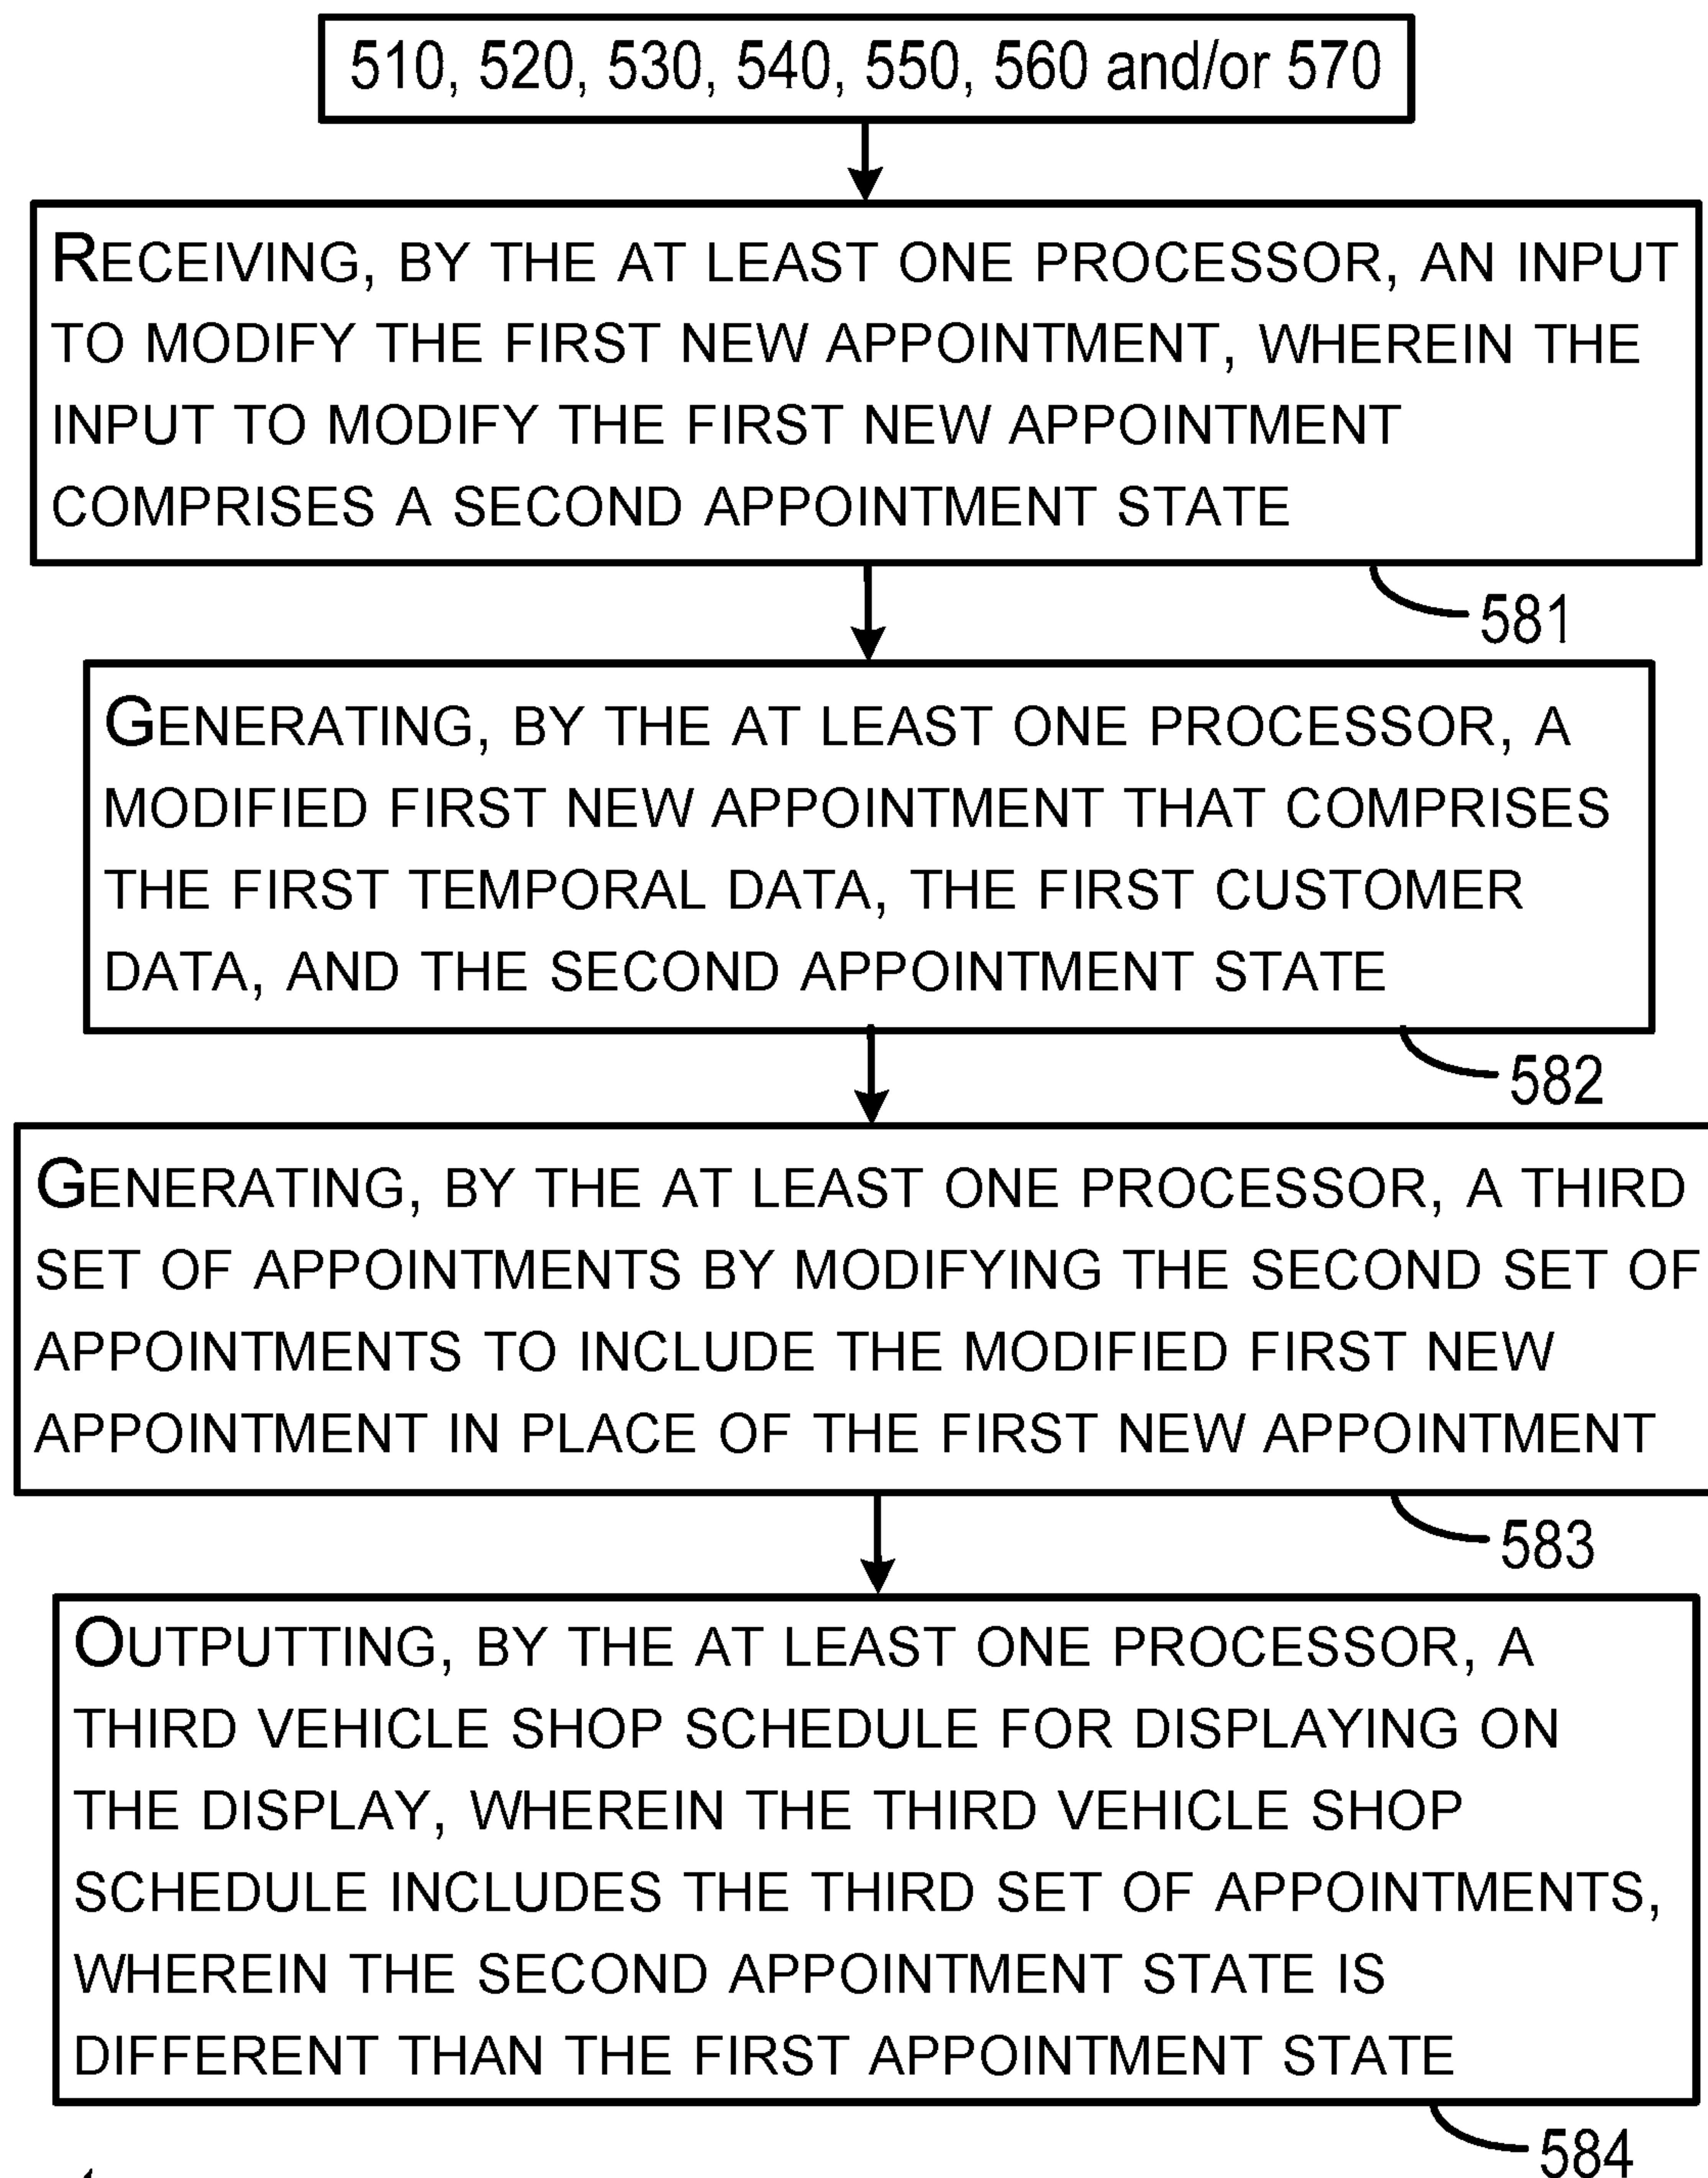 510, 520, 530, 540, 550, 560 and/or 570
RECEIVING, BY THE AT LEAST ONE PROCESSOR, AN INPUT
TO MODIFY THE FIRST NEW APPOINTMENT, WHEREIN THE
INPUT TO MODIFY THE FIRST NEW APPOINTMENT
COMPRISES A SECOND APPOINTMENT STATE
581
GENERATING, BY THE AT LEAST ONE PROCESSOR, A
MODIFIED FIRST NEW APPOINTMENT THAT COMPRISES
THE FIRST TEMPORAL DATA, THE FIRST CUSTOMER
DATA, AND THE SECOND APPOINTMENT STATE
582
GENERATING, BY THE AT LEAST ONE PROCESSOR, A THIRD
SET OF APPOINTMENTS BY MODIFYING THE SECOND SET OF
APPOINTMENTS TO INCLUDE THE MODIFIED FIRST NEW
APPOINTMENT IN PLACE OF THE FIRST NEW APPOINTMENT
583
OUTPUTTING, BY THE AT LEAST ONE PROCESSOR, A
THIRD VEHICLE SHOP SCHEDULE FOR DISPLAYING ON
THE DISPLAY, WHEREIN THE THIRD VEHICLE SHOP
SCHEDULE INCLUDES THE THIRD SET OF APPOINTMENTS,
WHEREIN THE SECOND APPOINTMENT STATE IS
DIFFERENT THAN THE FIRST APPOINTMENT STATE
584